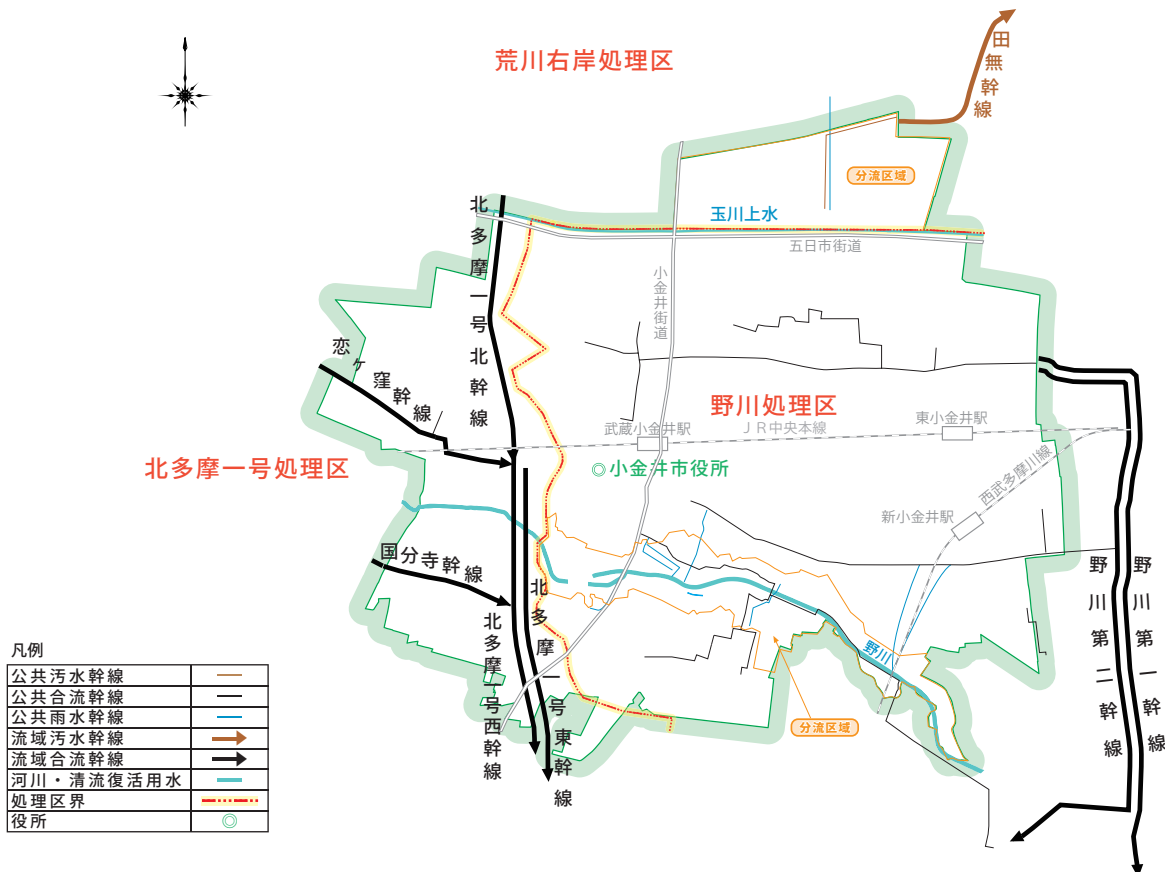 荒川右岸処理区
田無幹線
分流区域
玉川上水
五日市街道
小金井街道
北多摩一号北幹線
恋ヶ窪幹線
野川処理区
武蔵小金井駅
JR中央本線
東小金井駅
◎小金井市役所
北多摩一号処理区
西武多摩川線
新小金井駅
国分寺幹線
北多摩一号西幹線
北多摩一号東幹線
野川
分流区域
野川第二幹線
野川第一幹線
凡例
公共汚水幹線
公共合流幹線
公共雨水幹線
流域汚水幹線
流域合流幹線
河川・清流復活用水
処理区界
役所